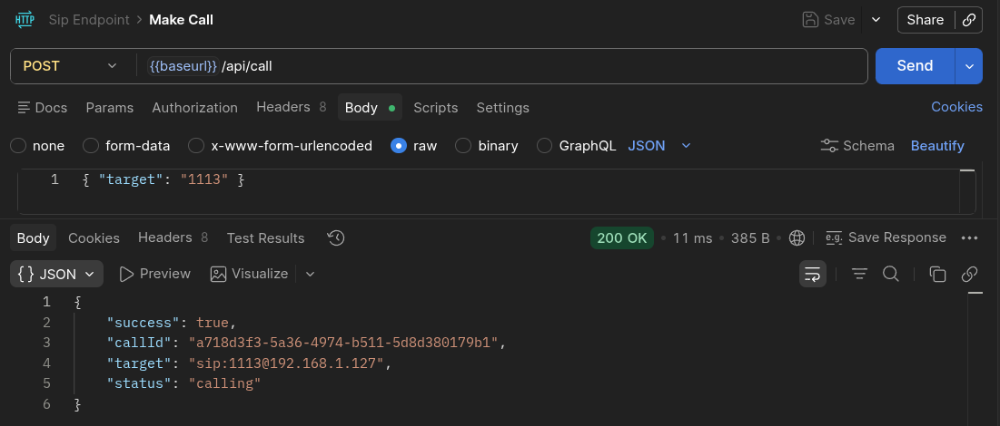 HTTP Sip Endpoint > Make Call Save Share
POST {{baseurl}} /api/call Send
Docs Params Authorization Headers 8 Body Scripts Settings Cookies
none form-data x-www-form-urlencoded raw binary GraphQL JSON Schema Beautify
1 { "target": "1113" }
Body Cookies Headers 8 Test Results 200 OK • 11 ms • 385 B e.g. Save Response
{} JSON Preview Visualize
1 {
2 "success": true,
3 "callId": "a718d3f3-5a36-4974-b511-5d8d380179b1",
4 "target": "sip:1113@192.168.1.127",
5 "status": "calling"
6 }